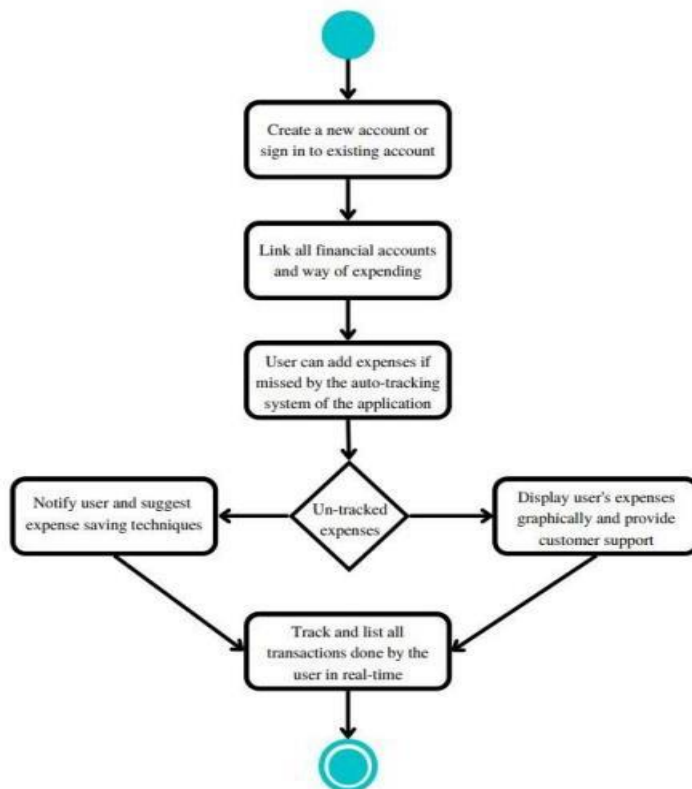 Create a new account or
sign in to existing account
Link all financial accounts
and way of expending
User can add expenses if
missed by the auto-tracking
system of the application
Un-tracked
expenses
Notify user and suggest
expense saving techniques
Display user's expenses
graphically and provide
customer support
Track and list all
transactions done by the
user in real-time